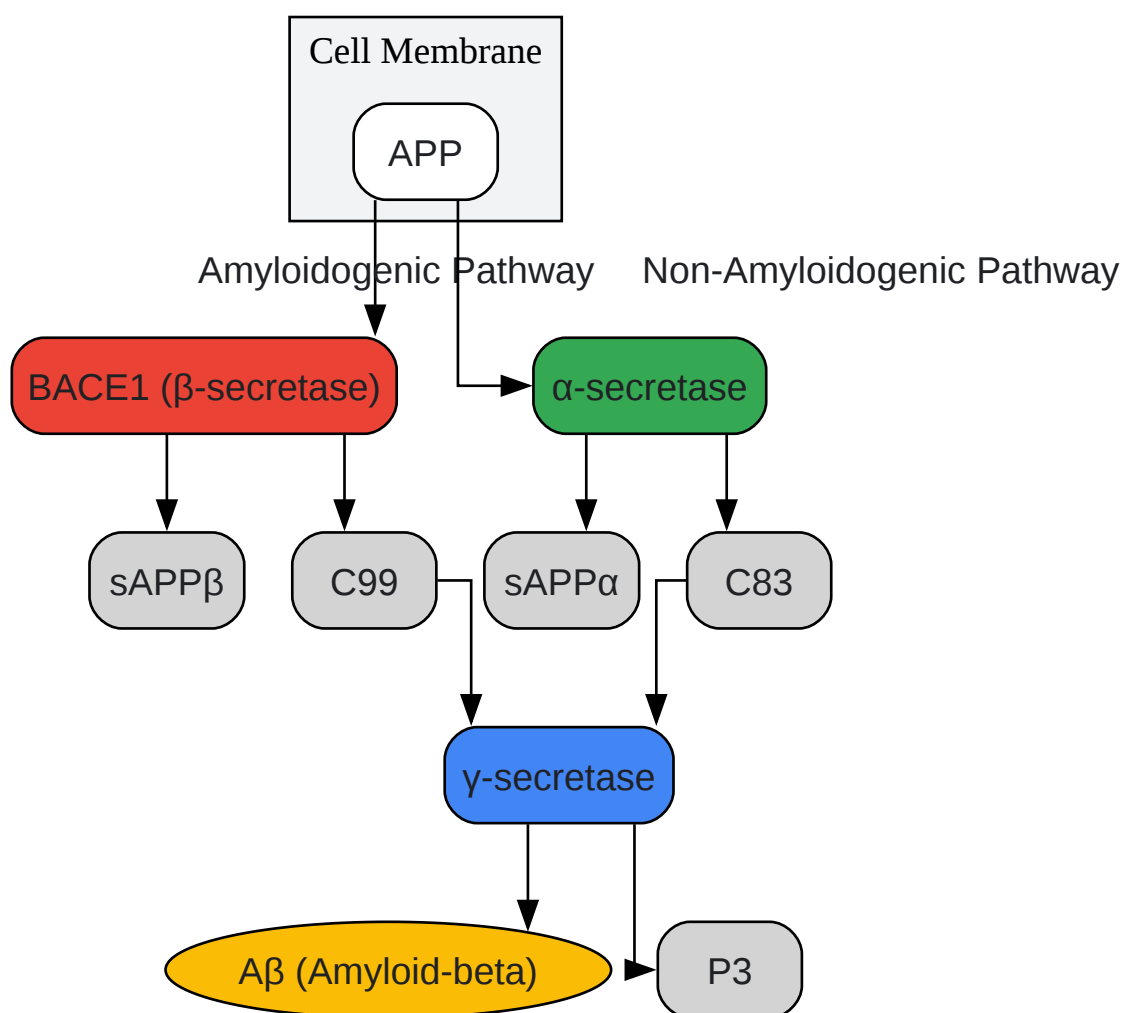 Cell Membrane
APP
Amyloidogenic Pathway
Non-Amyloidogenic Pathway
BACE1 (β-secretase)
α-secretase
sAPPβ
C99
sAPPα
C83
γ-secretase
Aβ (Amyloid-beta)
P3